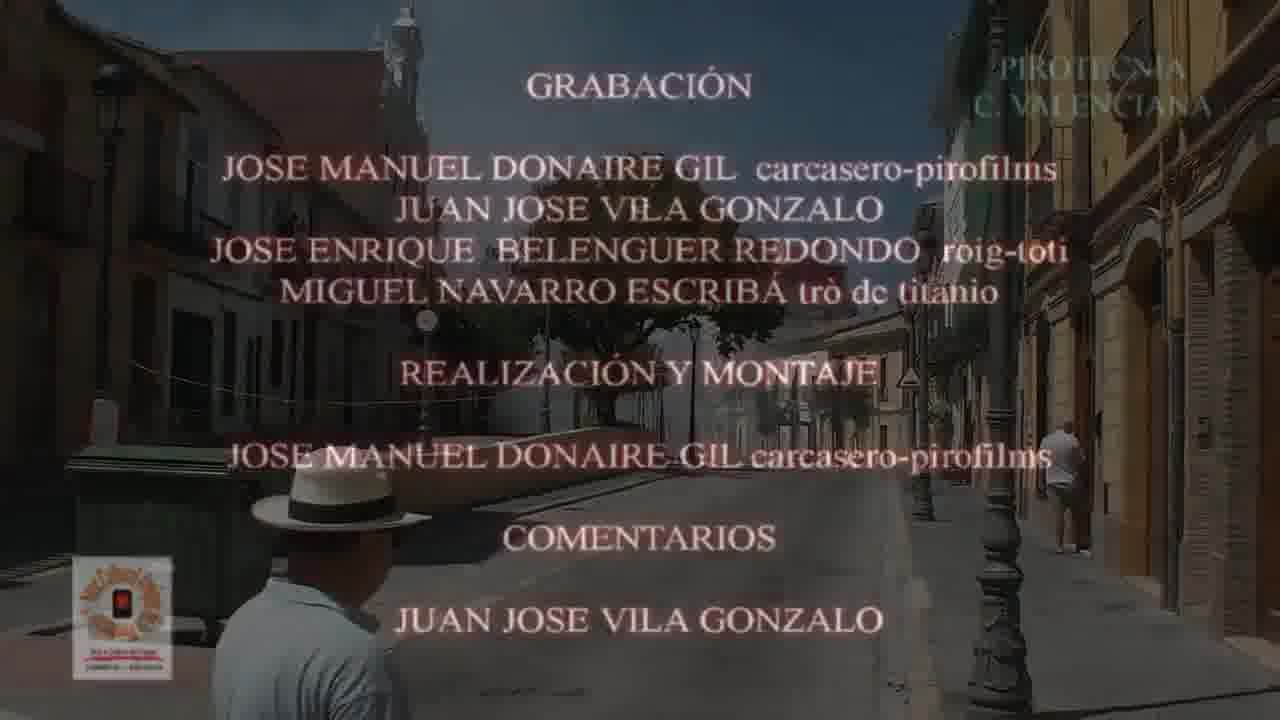 GRABACIÓN
PIROTECNIA
C. VALENCIANA
JOSE MANUEL DONAIRE GIL carcasero-pirofilms
JUAN JOSE VILA GONZALO
JOSE ENRIQUE BELENGUER REDONDO roig-toti
MIGUEL NAVARRO ESCRIBÁ trò de titànio
REALIZACIÓN Y MONTAJE
JOSE MANUEL DONAIRE GIL carcasero-pirofilms
COMENTARIOS
JUAN JOSE VILA GONZALO